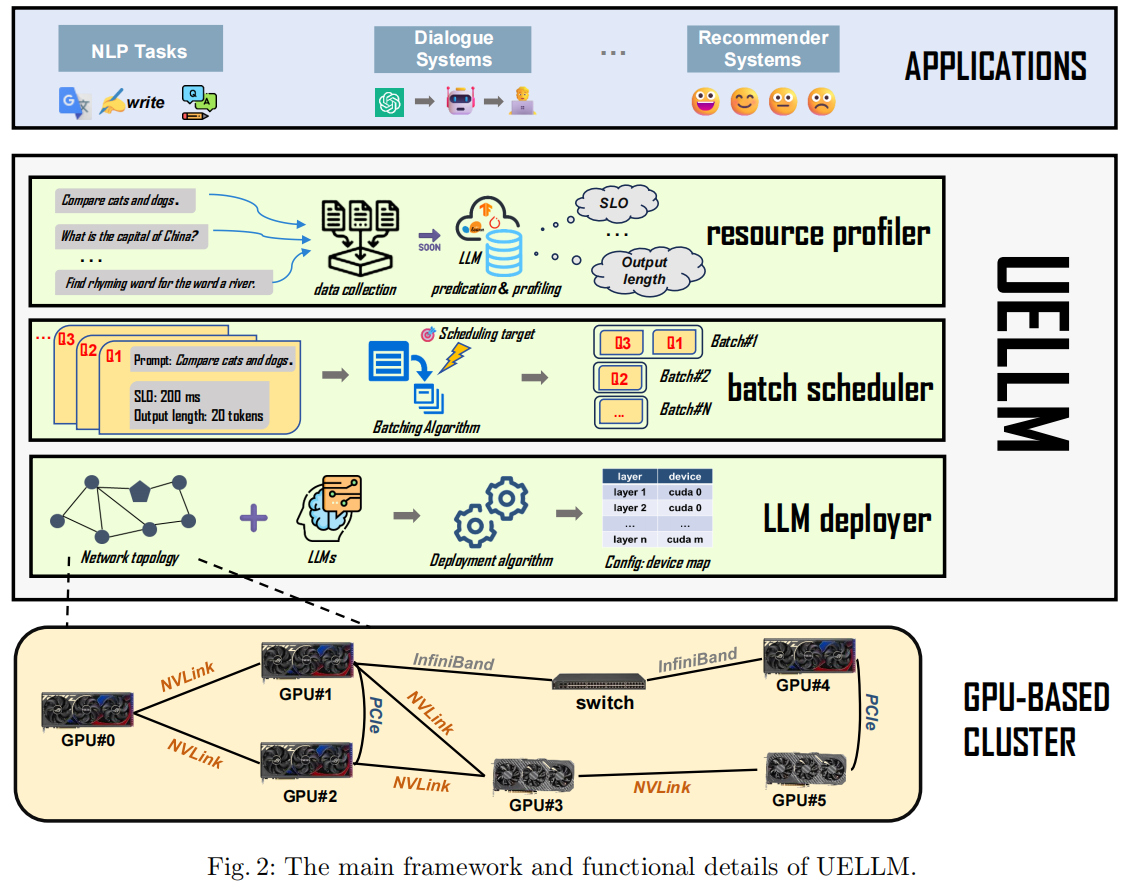 NLP Tasks
Dialogue
Systems
...
Recommender
Systems
APPLICATIONS
write
Q
A
Compare cats and dogs.
What is the capital of China?
...
Find rhyming word for the word a river.
data collection
SOON
LLM
predication & profiling
SLO
...
Output
length
resource profiler
... Q3
Q2
Q1
Prompt: Compare cats and dogs.
SLO: 200 ms
Output length: 20 tokens
Scheduling target
Batching Algorithm
Q3 Q1 Batch#1
Q2 Batch#2
... Batch#N
batch scheduler
UELLM
Network topology
+
LLMs
Deployment algorithm
layer device
layer 1 cuda 0
layer 2 cuda 0
... ...
layer n cuda m
Config: device map
LLM deployer
GPU#0
NVLink
NVLink
GPU#1
PCIe
GPU#2
InfiniBand
NVLink
NVLink
switch
GPU#3
InfiniBand
NVLink
GPU#4
PCIe
GPU#5
GPU-BASED
CLUSTER
Fig. 2: The main framework and functional details of UELLM.